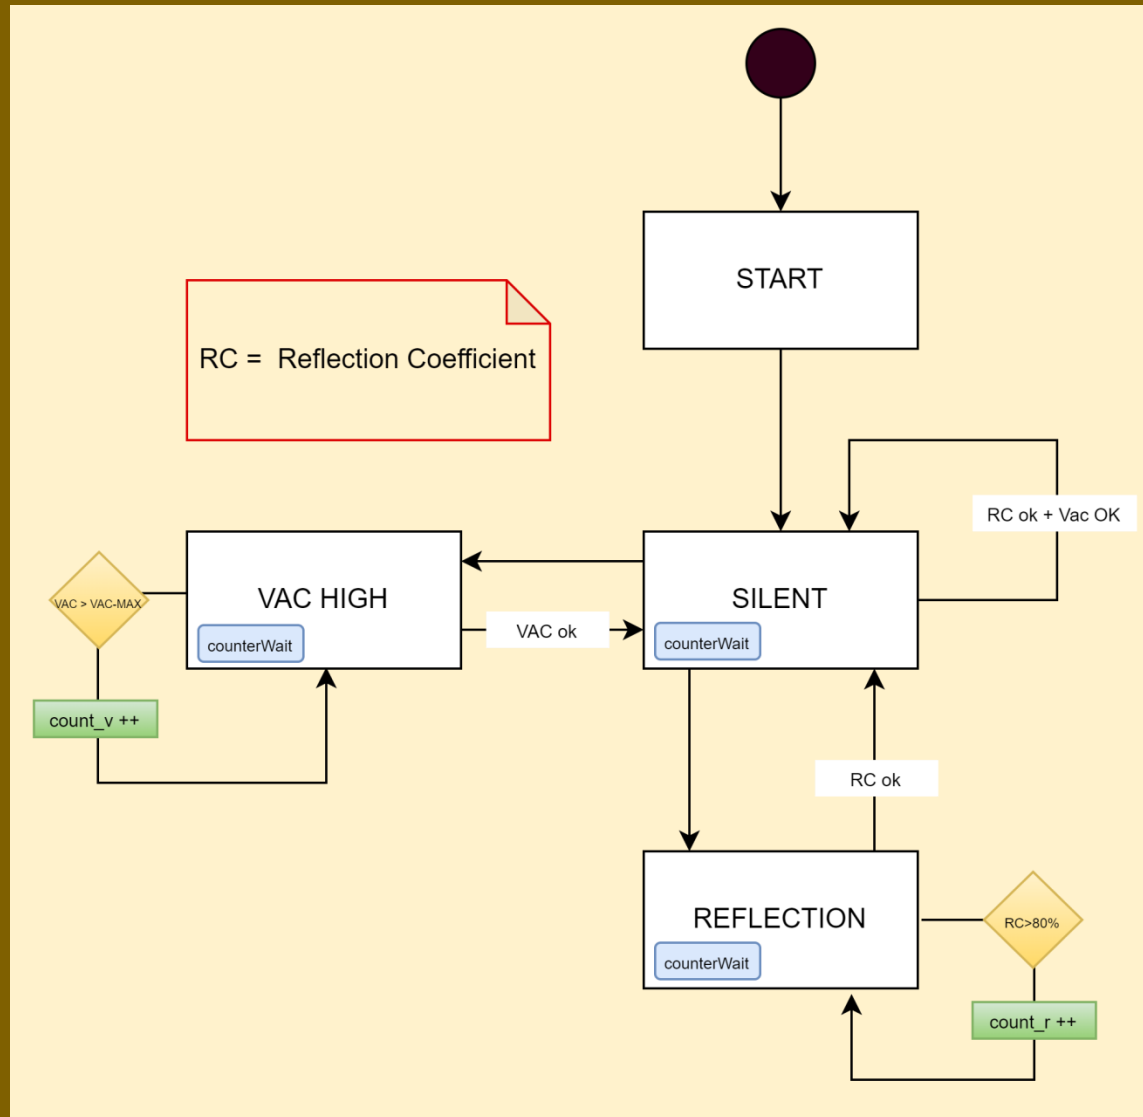 START
RC =  Reflection Coefficient
RC ok + Vac OK
VAC > VAC-MAX
VAC HIGH
counterWait
VAC ok
SILENT
counterWait
count_v ++
RC ok
REFLECTION
counterWait
RC>80%
count_r ++